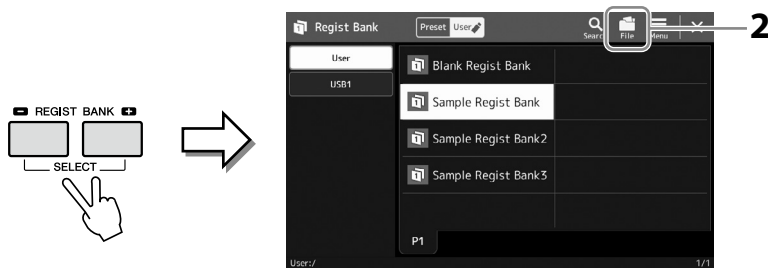 Regist Bank Preset User Search File Menu
2
User
USB1
Blank Regist Bank
Sample Regist Bank
Sample Regist Bank2
Sample Regist Bank3
P1
User:/ 1/1
- REGIST BANK +
SELECT